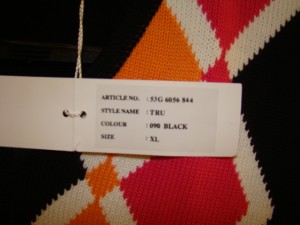 ARTICLE NO. : 53G 6056 844
STYLE NAME : TRU
COLOUR : 090 BLACK
SIZE : XL